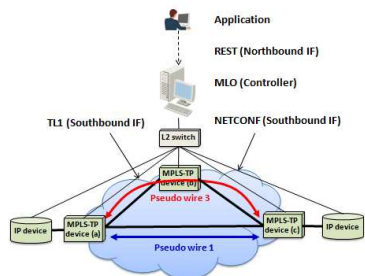 Application
REST (Northbound IF)
MLO (Controller)
TL1 (Southbound IF)
NETCONF (Southbound IF)
L2 switch
MPLS-TP
device (b)
Pseudo wire 3
IP device
MPLS-TP
device (a)
MPLS-TP
device (c)
IP device
Pseudo wire 1